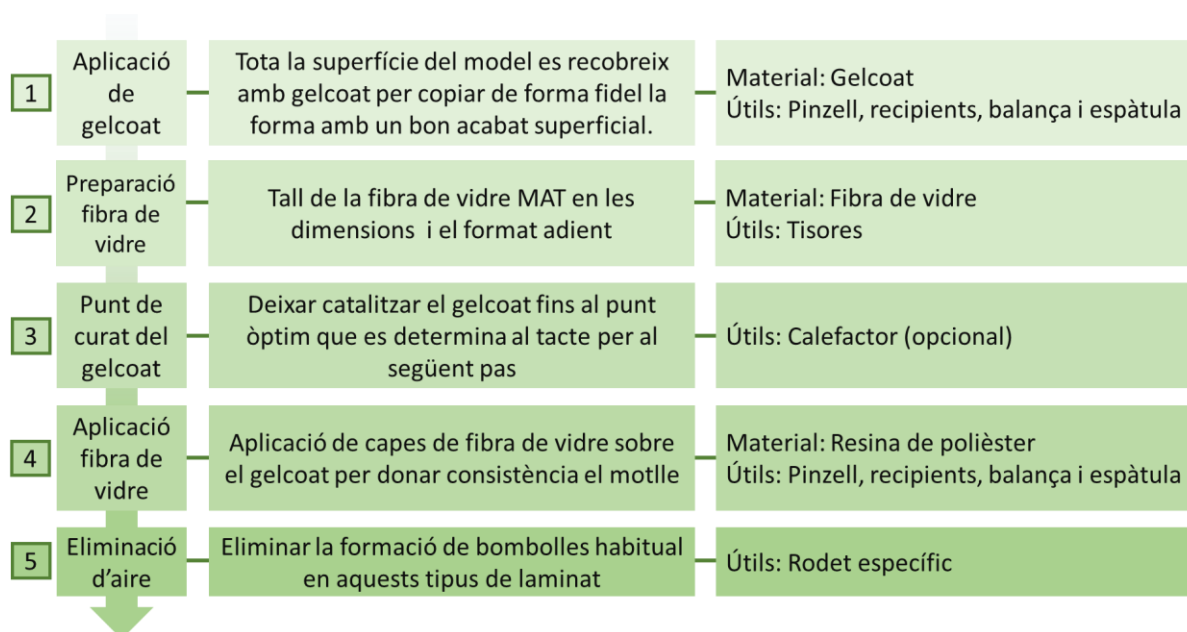 1
Aplicació
de
gelcoat
Tota la superfície del model es recobreix
amb gelcoat per copiar de forma fidel la
forma amb un bon acabat superficial.
Material: Gelcoat
Útils: Pinzell, recipients, balança i espàtula
2
Preparació
fibra de
vidre
Tall de la fibra de vidre MAT en les
dimensions i el format adient
Material: Fibra de vidre
Útils: Tisores
3
Punt de
curat del
gelcoat
Deixar catalitzar el gelcoat fins al punt
òptim que es determina al tacte per al
següent pas
Útils: Calefactor (opcional)
4
Aplicació
fibra de
vidre
Aplicació de capes de fibra de vidre sobre
el gelcoat per donar consistència el motlle
Material: Resina de polièster
Útils: Pinzell, recipients, balança i espàtula
5
Eliminació
d'aire
Eliminar la formació de bombolles habitual
en aquests tipus de laminat
Útils: Rodet específic